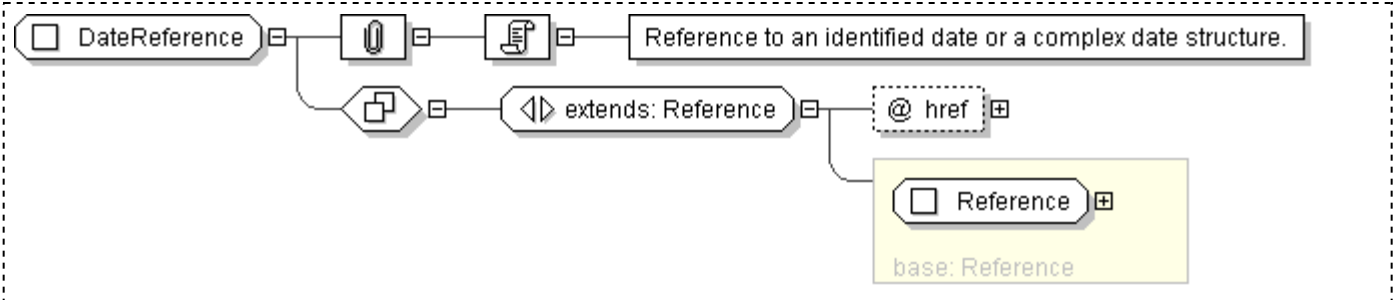 DateReference
Reference to an identified date or a complex date structure.
extends: Reference
@ href
Reference
base: Reference